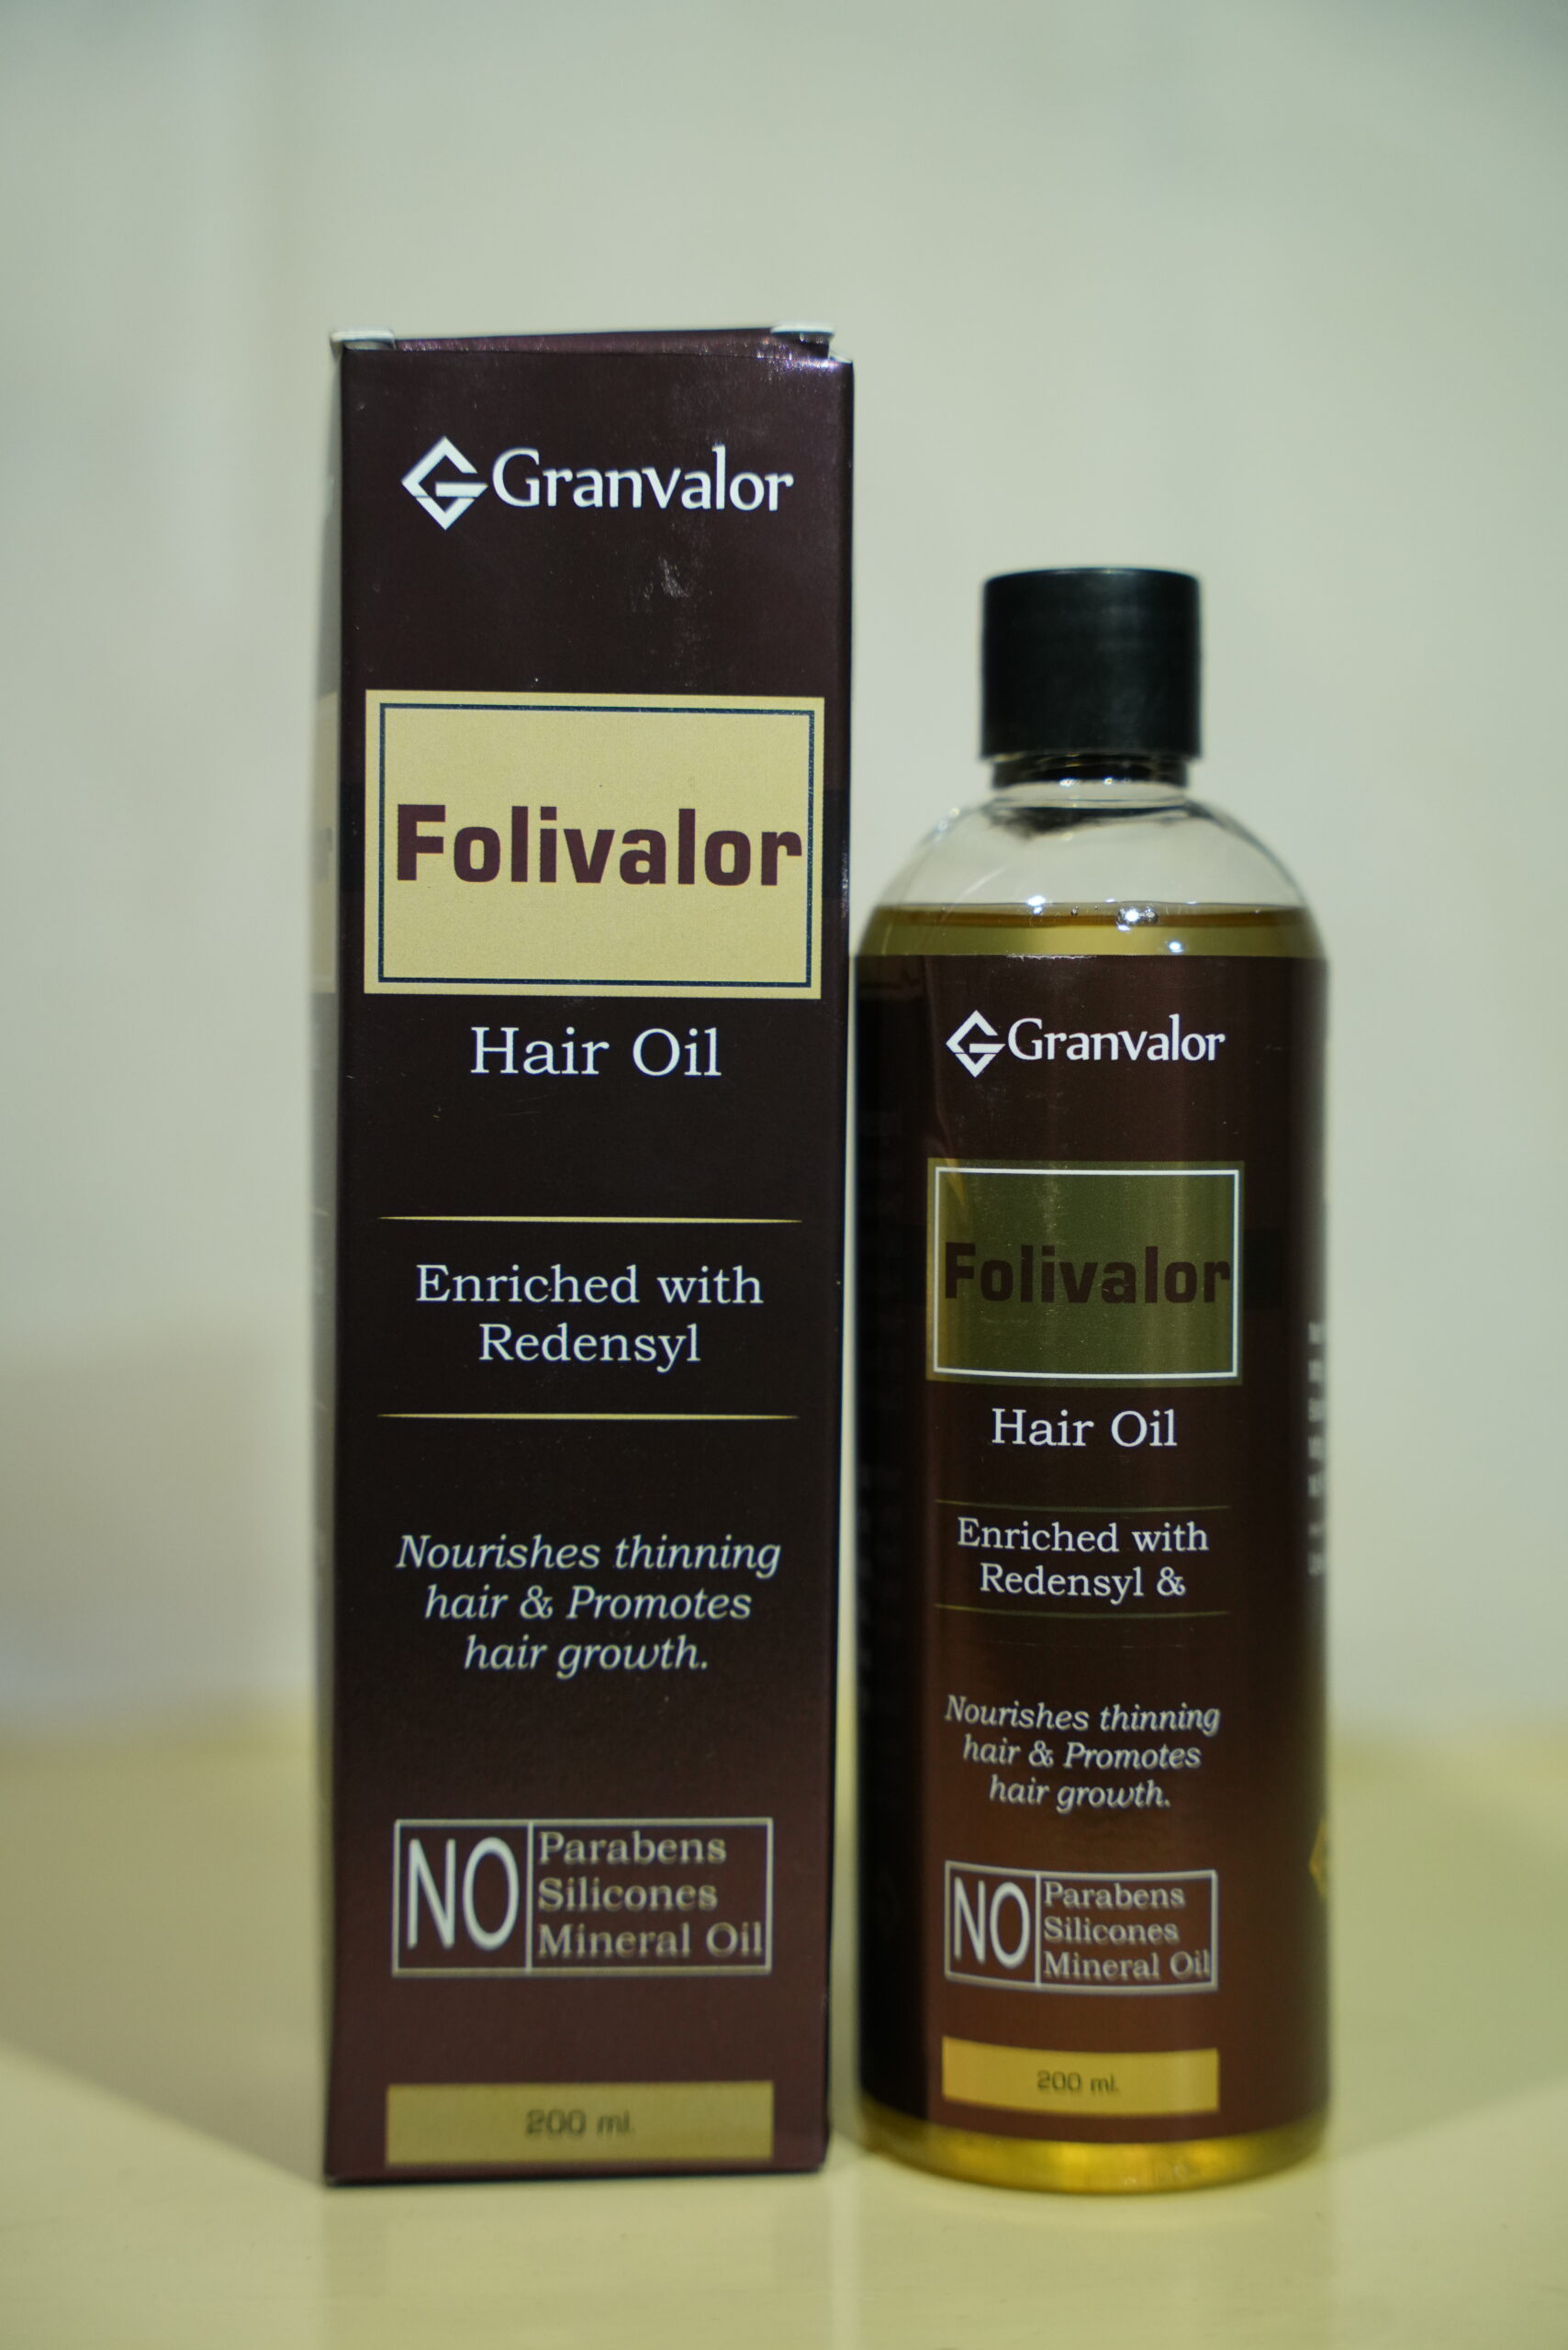 Granvalor
Folivalor
Hair Oil
Enriched with
Redensyl
Nourishes thinning
hair & Promotes
hair growth.
NO
Parabens
Silicones
Mineral Oil
200 ml.
Granvalor
Folivalor
Hair Oil
Enriched with
Redensyl &
Nourishes thinning
hair & Promotes
hair growth.
NO
Parabens
Silicones
Mineral Oil
200 ml.